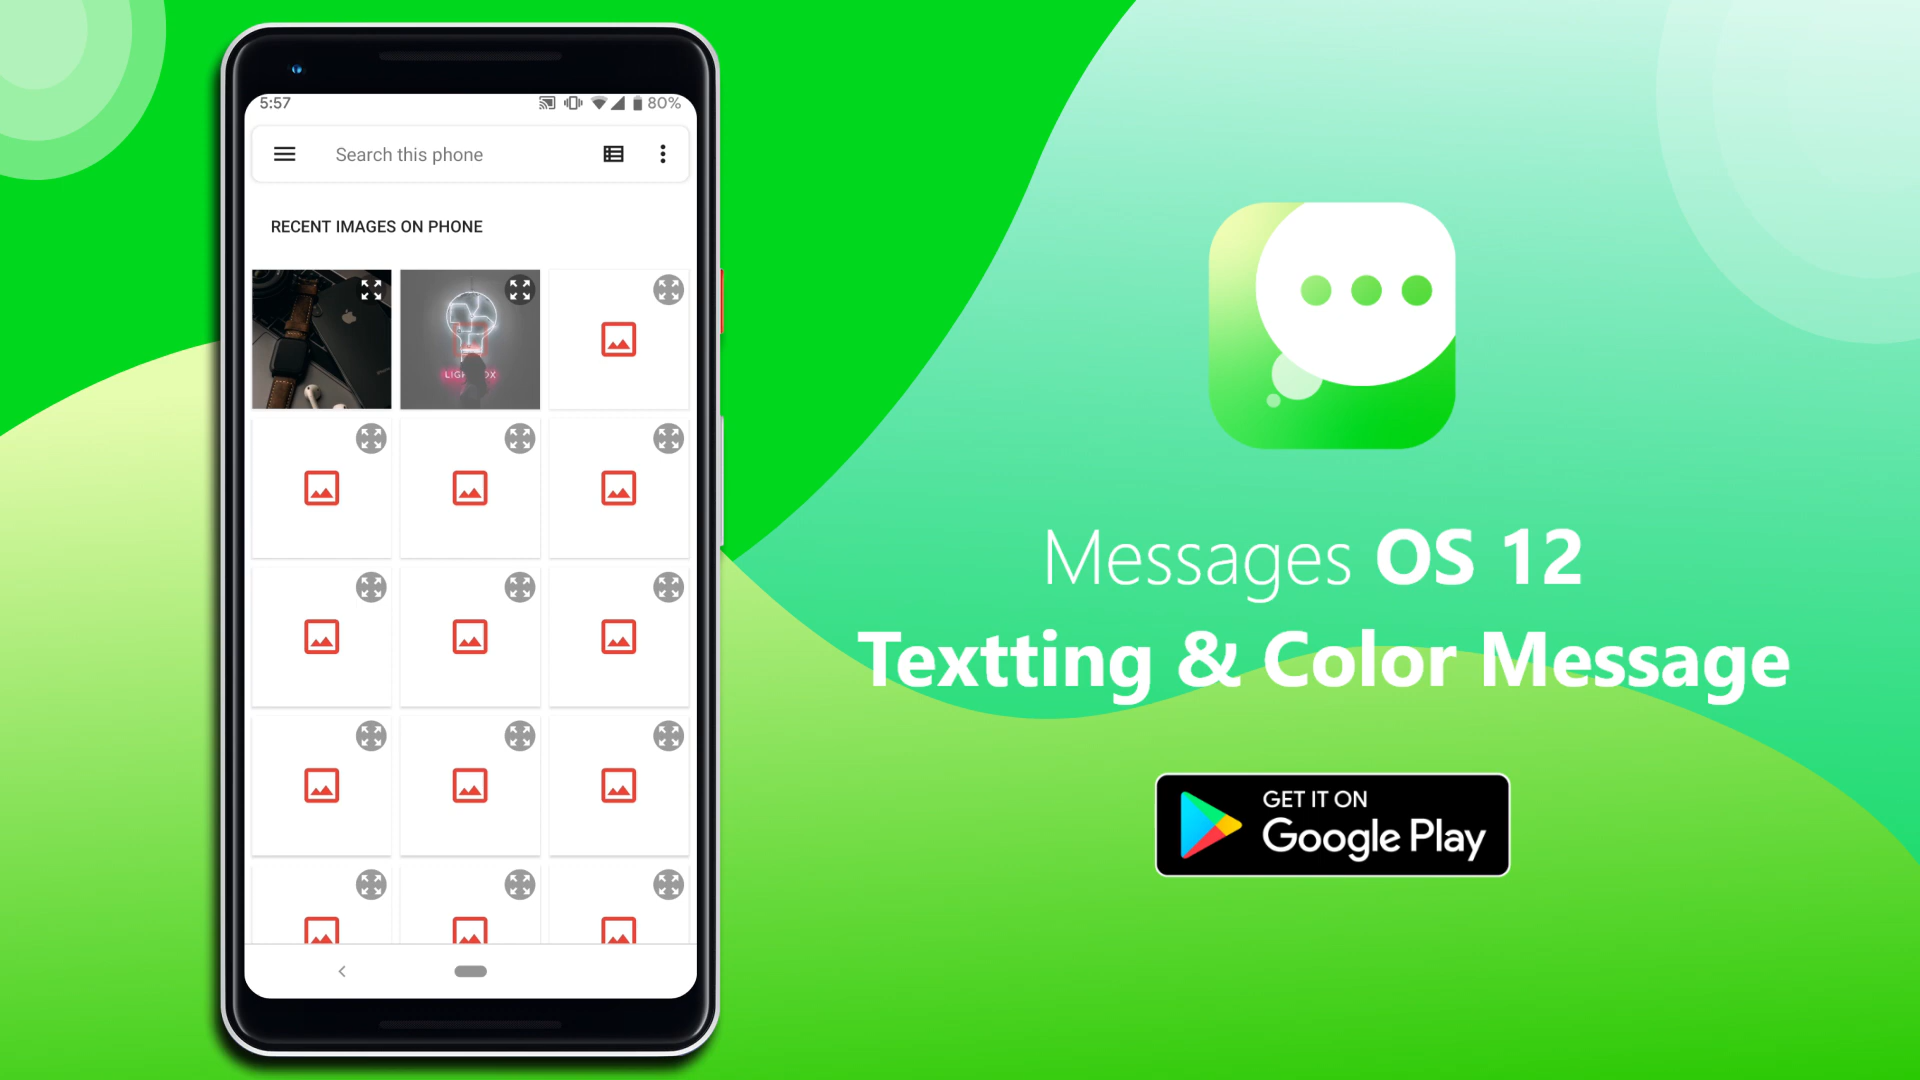 5:57
80%
Search this phone
RECENT IMAGES ON PHONE
Messages OS 12
Textting & Color Message
GET IT ON
Google Play